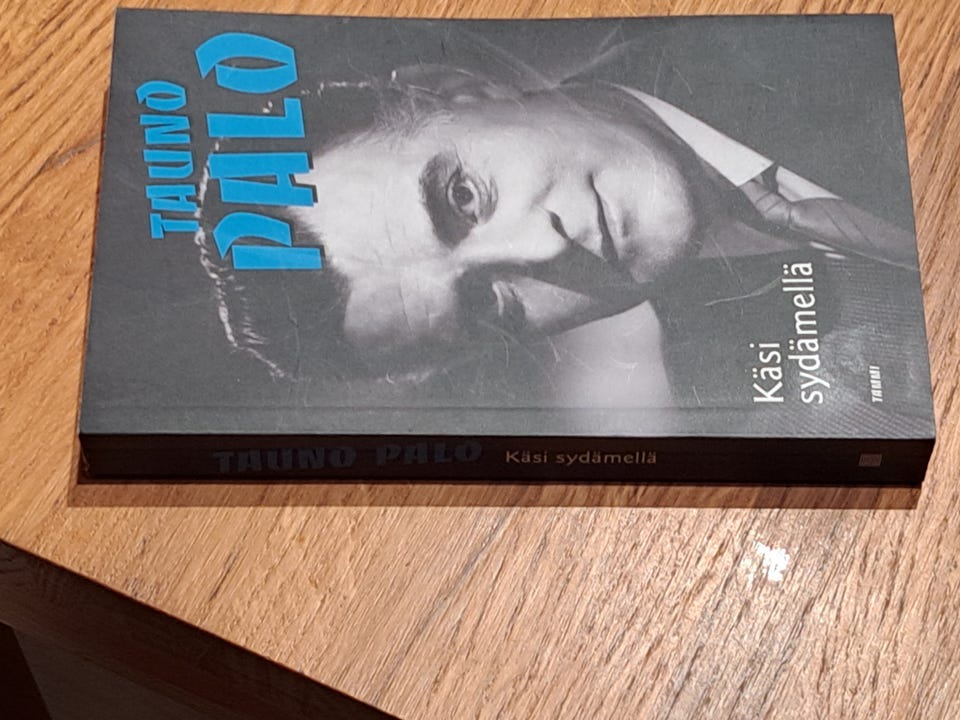 TAUNO
PALO
Käsi
sydämellä
TAMMI
TAUNO PALO Käsi sydämellä